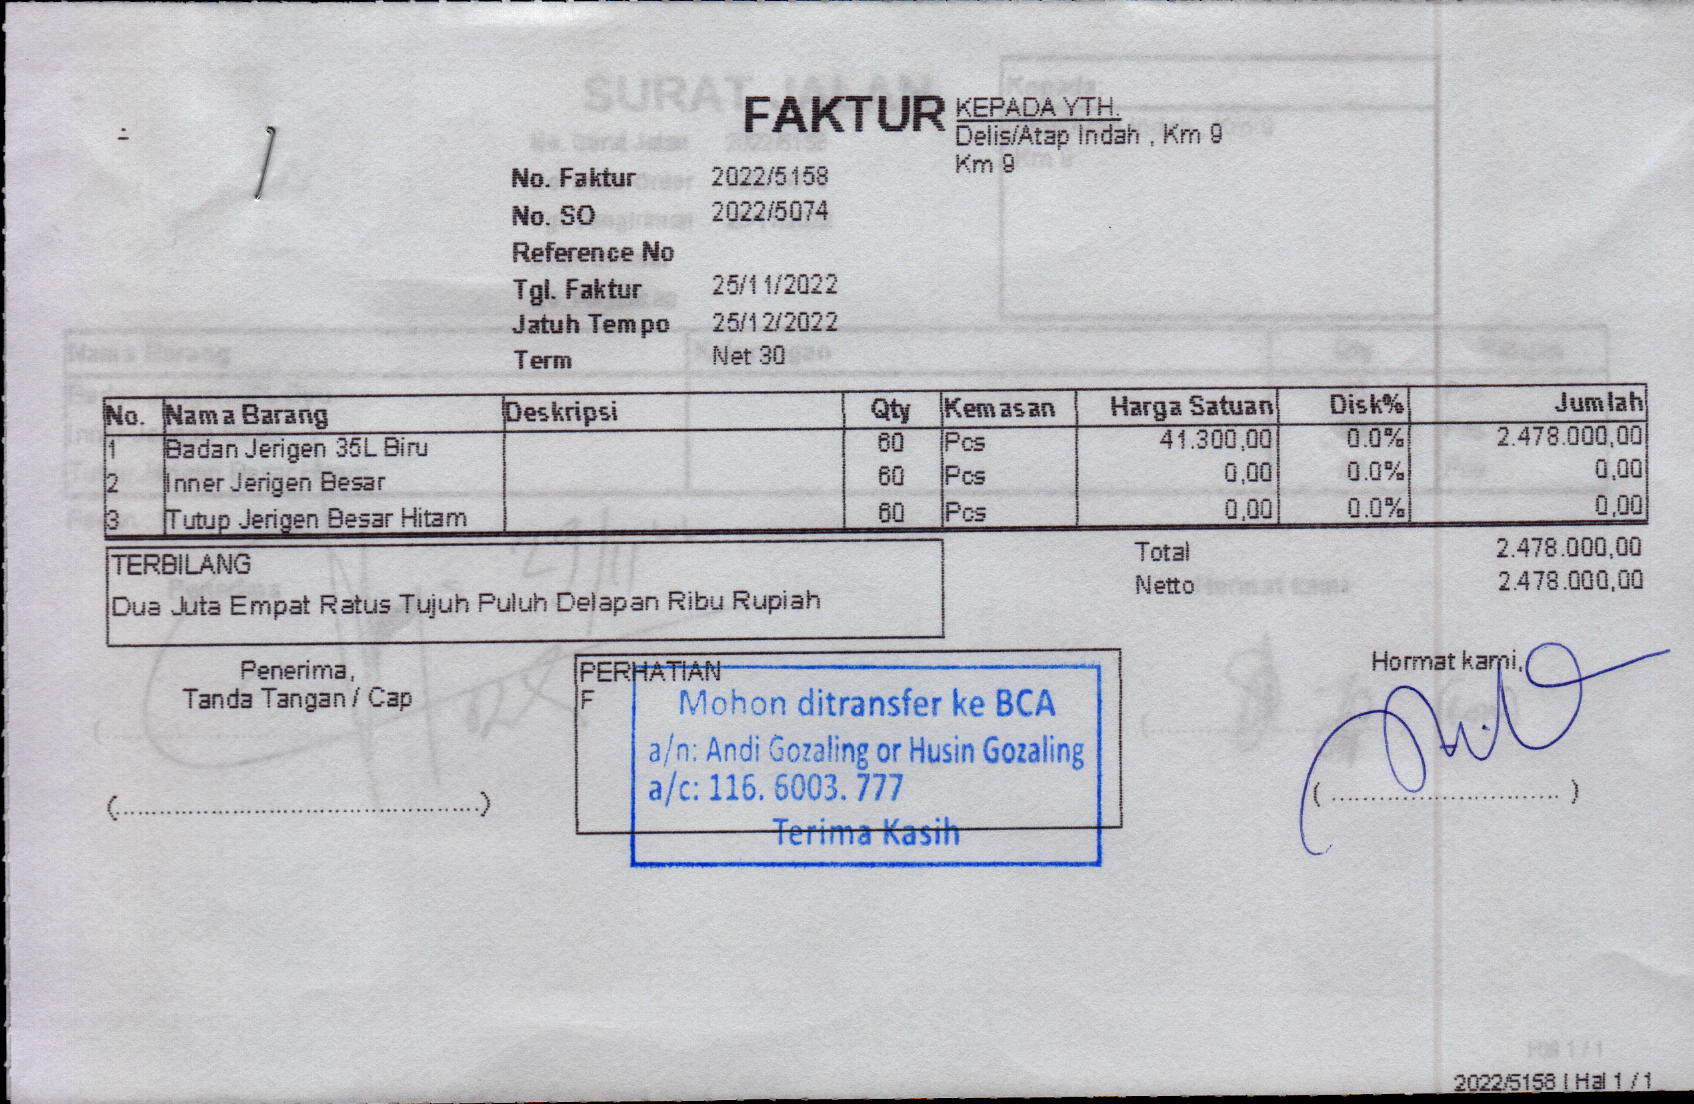 FAKTUR
KEPADA YTH.
Delis/Atap Indah , Km 9
Km 9
No. Faktur 2022/5158
No. SO 2022/5074
Reference No
Tgl. Faktur 25/11/2022
Jatuh Tempo 25/12/2022
Term Net 30
No. Nama Barang Deskripsi Qty Kemasan Harga Satuan Disk% Jumlah
1 Badan Jerigen 35L Biru 60 Pcs 41.300,00 0.0% 2.478.000,00
2 Inner Jerigen Besar 60 Pcs 0,00 0.0% 0,00
3 Tutup Jerigen Besar Hitam 60 Pcs 0,00 0.0% 0,00
TERBILANG
Dua Juta Empat Ratus Tujuh Puluh Delapan Ribu Rupiah
Total 2.478.000,00
Netto 2.478.000,00
Penerima,
Tanda Tangan / Cap
(................................................)
PERHATIAN
F
Mohon ditransfer ke BCA
a/n: Andi Gozaling or Husin Gozaling
a/c: 116. 6003. 777
Terima Kasih
Hormat kami,
( ............................. )
2022/5158 | Hal 1 / 1